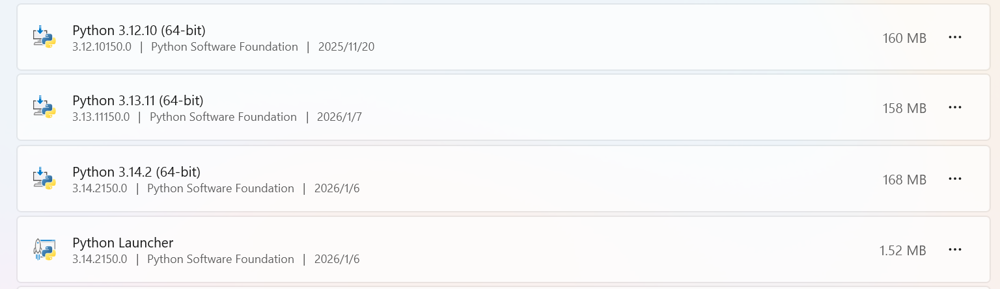 Python 3.12.10 (64-bit)
3.12.10150.0 | Python Software Foundation | 2025/11/20
160 MB
Python 3.13.11 (64-bit)
3.13.11150.0 | Python Software Foundation | 2026/1/7
158 MB
Python 3.14.2 (64-bit)
3.14.2150.0 | Python Software Foundation | 2026/1/6
168 MB
Python Launcher
3.14.2150.0 | Python Software Foundation | 2026/1/6
1.52 MB